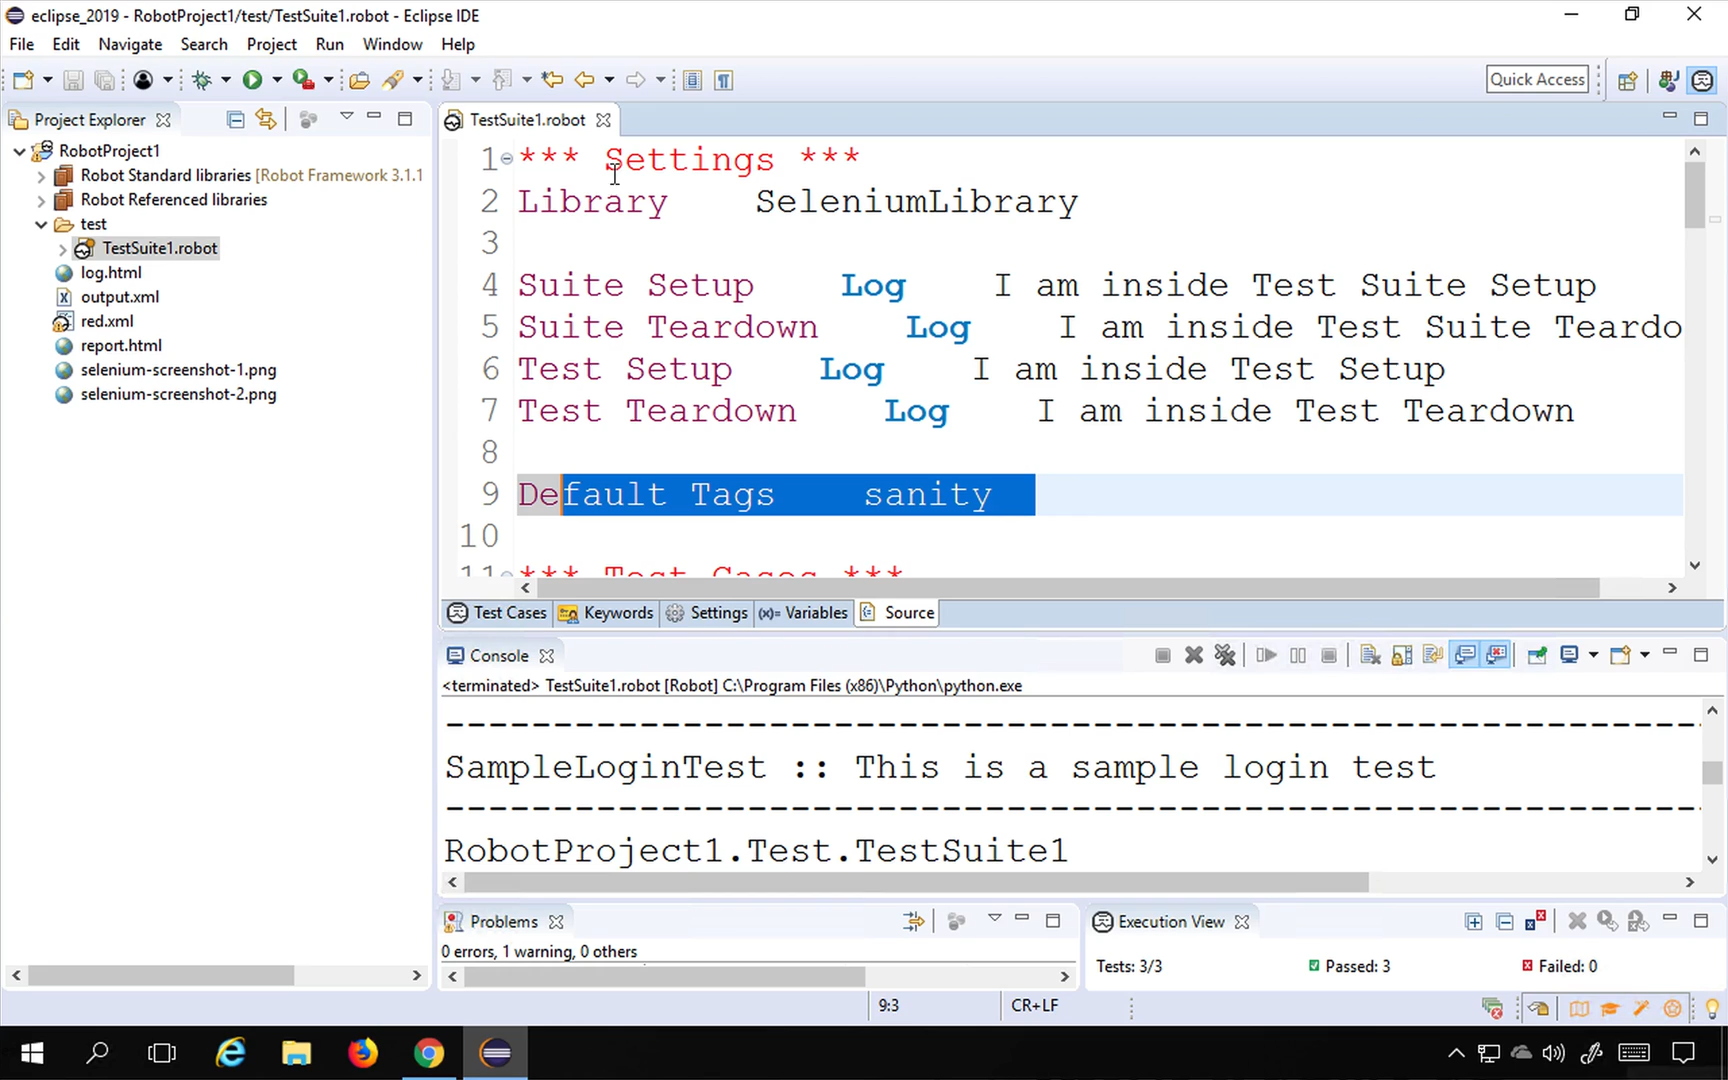 eclipse_2019 - RobotProject1/test/TestSuite1.robot - Eclipse IDE
File Edit Navigate Search Project Run Window Help
Quick Access
Project Explorer
RobotProject1
Robot Standard libraries [Robot Framework 3.1.1
Robot Referenced libraries
test
TestSuite1.robot
log.html
output.xml
red.xml
report.html
selenium-screenshot-1.png
selenium-screenshot-2.png
TestSuite1.robot
1 *** Settings ***
2 Library SeleniumLibrary
3
4 Suite Setup Log I am inside Test Suite Setup
5 Suite Teardown Log I am inside Test Suite Teardo
6 Test Setup Log I am inside Test Setup
7 Test Teardown Log I am inside Test Teardown
8
9 Default Tags sanity
10
11 *** Test Cases ***
Test Cases Keywords Settings (x)= Variables Source
Console
<terminated> TestSuite1.robot [Robot] C:\Program Files (x86)\Python\python.exe
------------------------------------------------------------
SampleLoginTest :: This is a sample login test
------------------------------------------------------------
RobotProject1.Test.TestSuite1
Problems
0 errors, 1 warning, 0 others
Execution View
Tests: 3/3 Passed: 3 Failed: 0
9:3 CR+LF